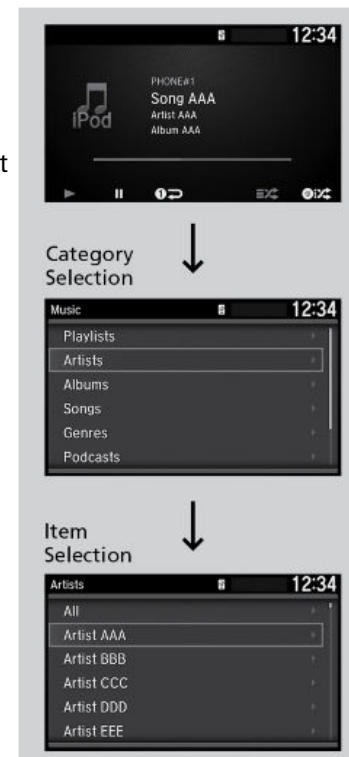 12:34
iPod
PHONE#1
Song AAA
Artist AAA
Album AAA
t
Category
Selection
Music 12:34
Playlists
Artists
Albums
Songs
Genres
Podcasts
Item
Selection
Artists 12:34
All
Artist AAA
Artist BBB
Artist CCC
Artist DDD
Artist EEE